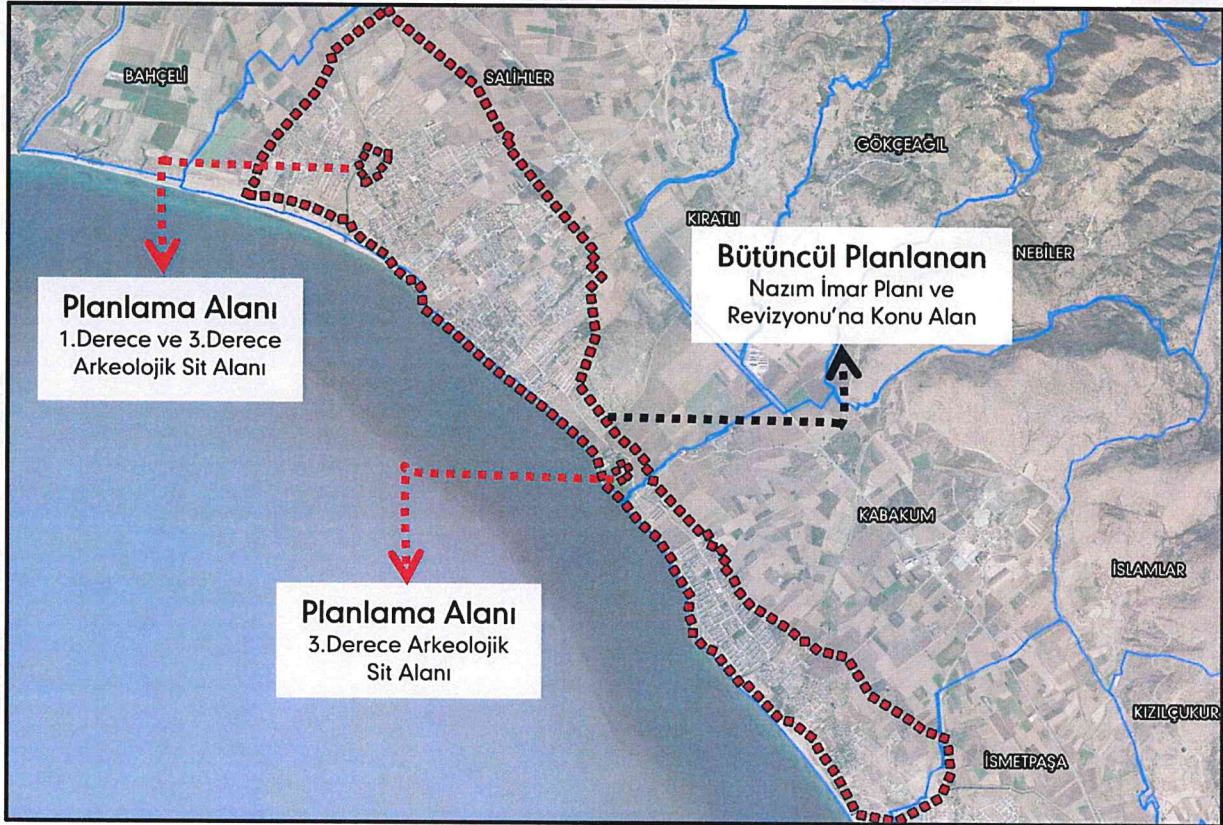 BAHÇELİ
SALİHLER
GÖKÇEAĞIL
KIRATLI
NEBİLER
Bütüncül Planlanan
Nazım İmar Planı ve
Revizyonu'na Konu Alan
Planlama Alanı
1.Derece ve 3.Derece
Arkeolojik Sit Alanı
KABAKUM
İSLAMLAR
Planlama Alanı
3.Derece Arkeolojik
Sit Alanı
KIZILÇUKUR
İSMETPAŞA